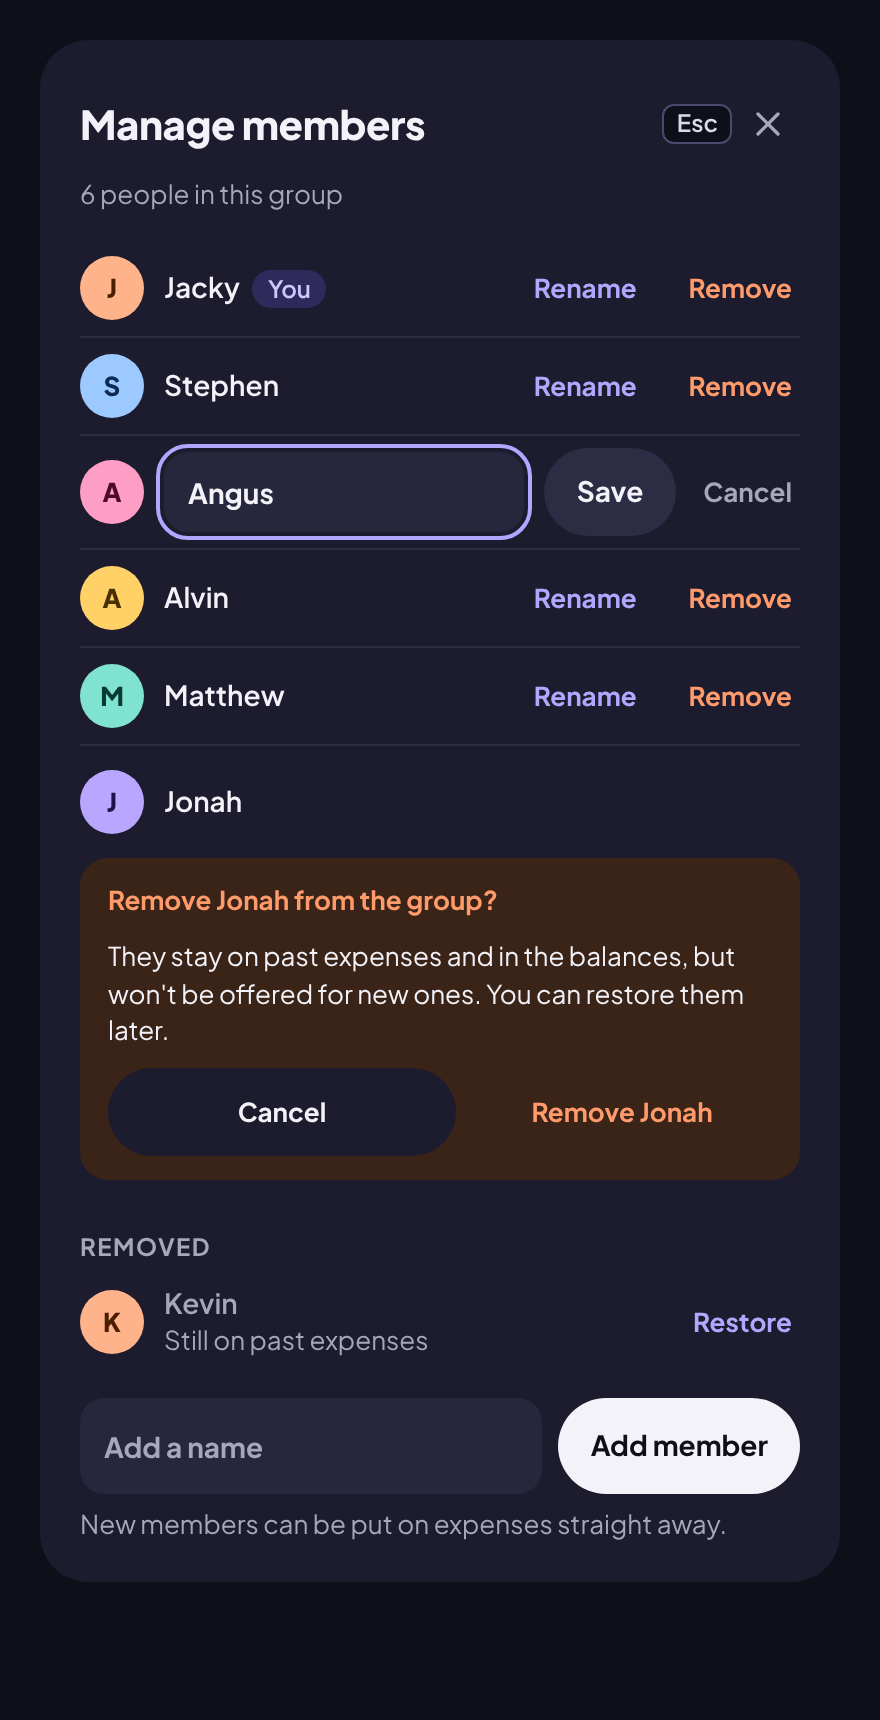 Manage members
Esc
6 people in this group
J Jacky You Rename Remove
S Stephen Rename Remove
A Angus Save Cancel
A Alvin Rename Remove
M Matthew Rename Remove
J Jonah
Remove Jonah from the group?
They stay on past expenses and in the balances, but
won't be offered for new ones. You can restore them
later.
Cancel Remove Jonah
REMOVED
K Kevin
Still on past expenses
Restore
Add a name Add member
New members can be put on expenses straight away.